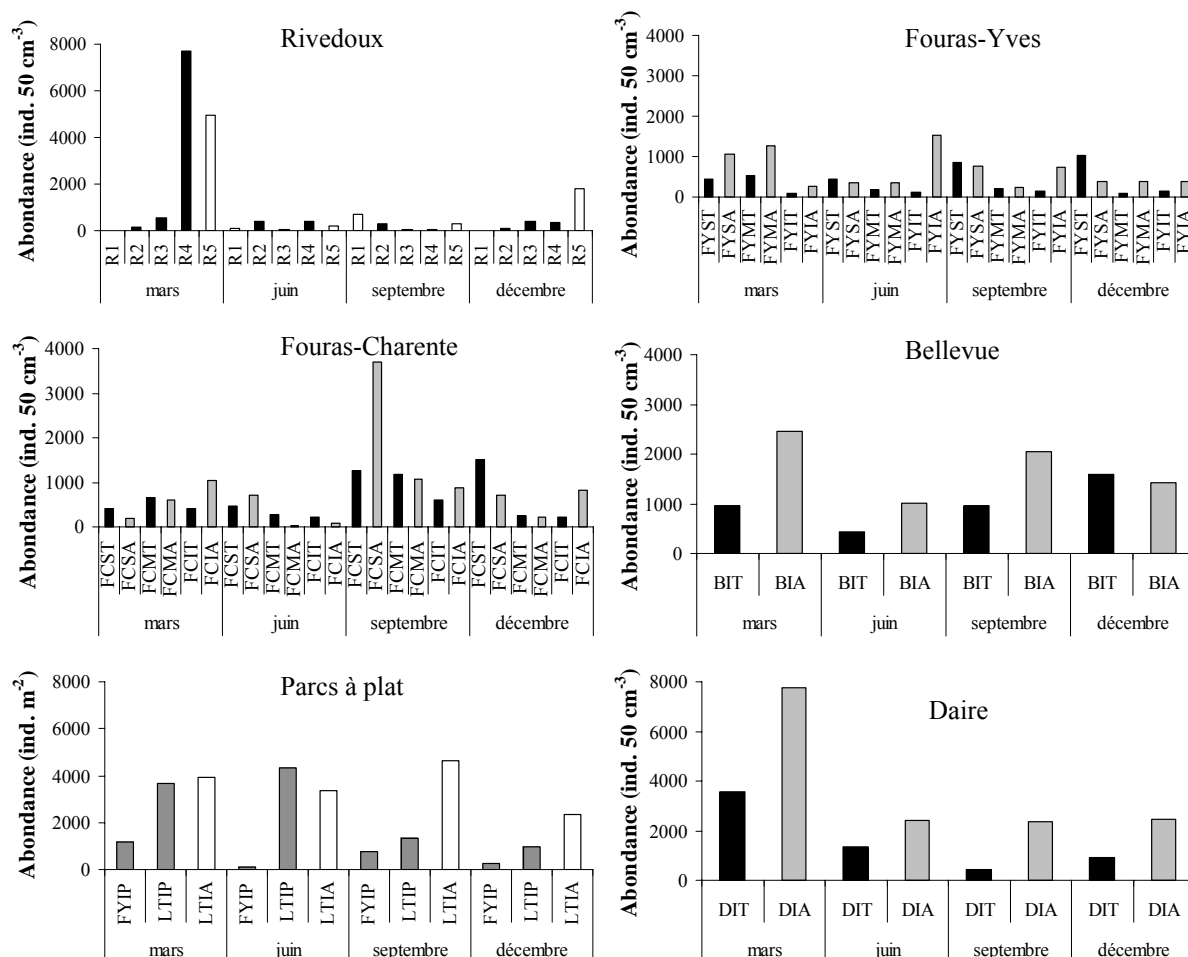 Rivedoux
Abondance (ind. 50 cm-3)
8000
6000
4000
2000
0
R1 R2 R3 R4 R5 R1 R2 R3 R4 R5 R1 R2 R3 R4 R5 R1 R2 R3 R4 R5
mars juin septembre décembre
Fouras-Yves
Abondance (ind. 50 cm-3)
4000
3000
2000
1000
0
FYST FYSA FYMT FYMA FYIT FYIA FYST FYSA FYMT FYMA FYIT FYIA FYST FYSA FYMT FYMA FYIT FYIA FYST FYSA FYMT FYMA FYIT FYIA
mars juin septembre décembre
Fouras-Charente
Abondance (ind. 50 cm-3)
4000
3000
2000
1000
0
FCST FCSA FCMT FCMA FCIT FCIA FCST FCSA FCMT FCMA FCIT FCIA FCST FCSA FCMT FCMA FCIT FCIA FCST FCSA FCMT FCMA FCIT FCIA
mars juin septembre décembre
Bellevue
Abondance (ind. 50 cm-3)
4000
3000
2000
1000
0
BIT BIA BIT BIA BIT BIA BIT BIA
mars juin septembre décembre
Parcs à plat
Abondance (ind. m-2)
8000
6000
4000
2000
0
FYIP LTIP LTIA FYIP LTIP LTIA FYIP LTIP LTIA FYIP LTIP LTIA
mars juin septembre décembre
Daire
Abondance (ind. 50 cm-3)
8000
6000
4000
2000
0
DIT DIA DIT DIA DIT DIA DIT DIA
mars juin septembre décembre